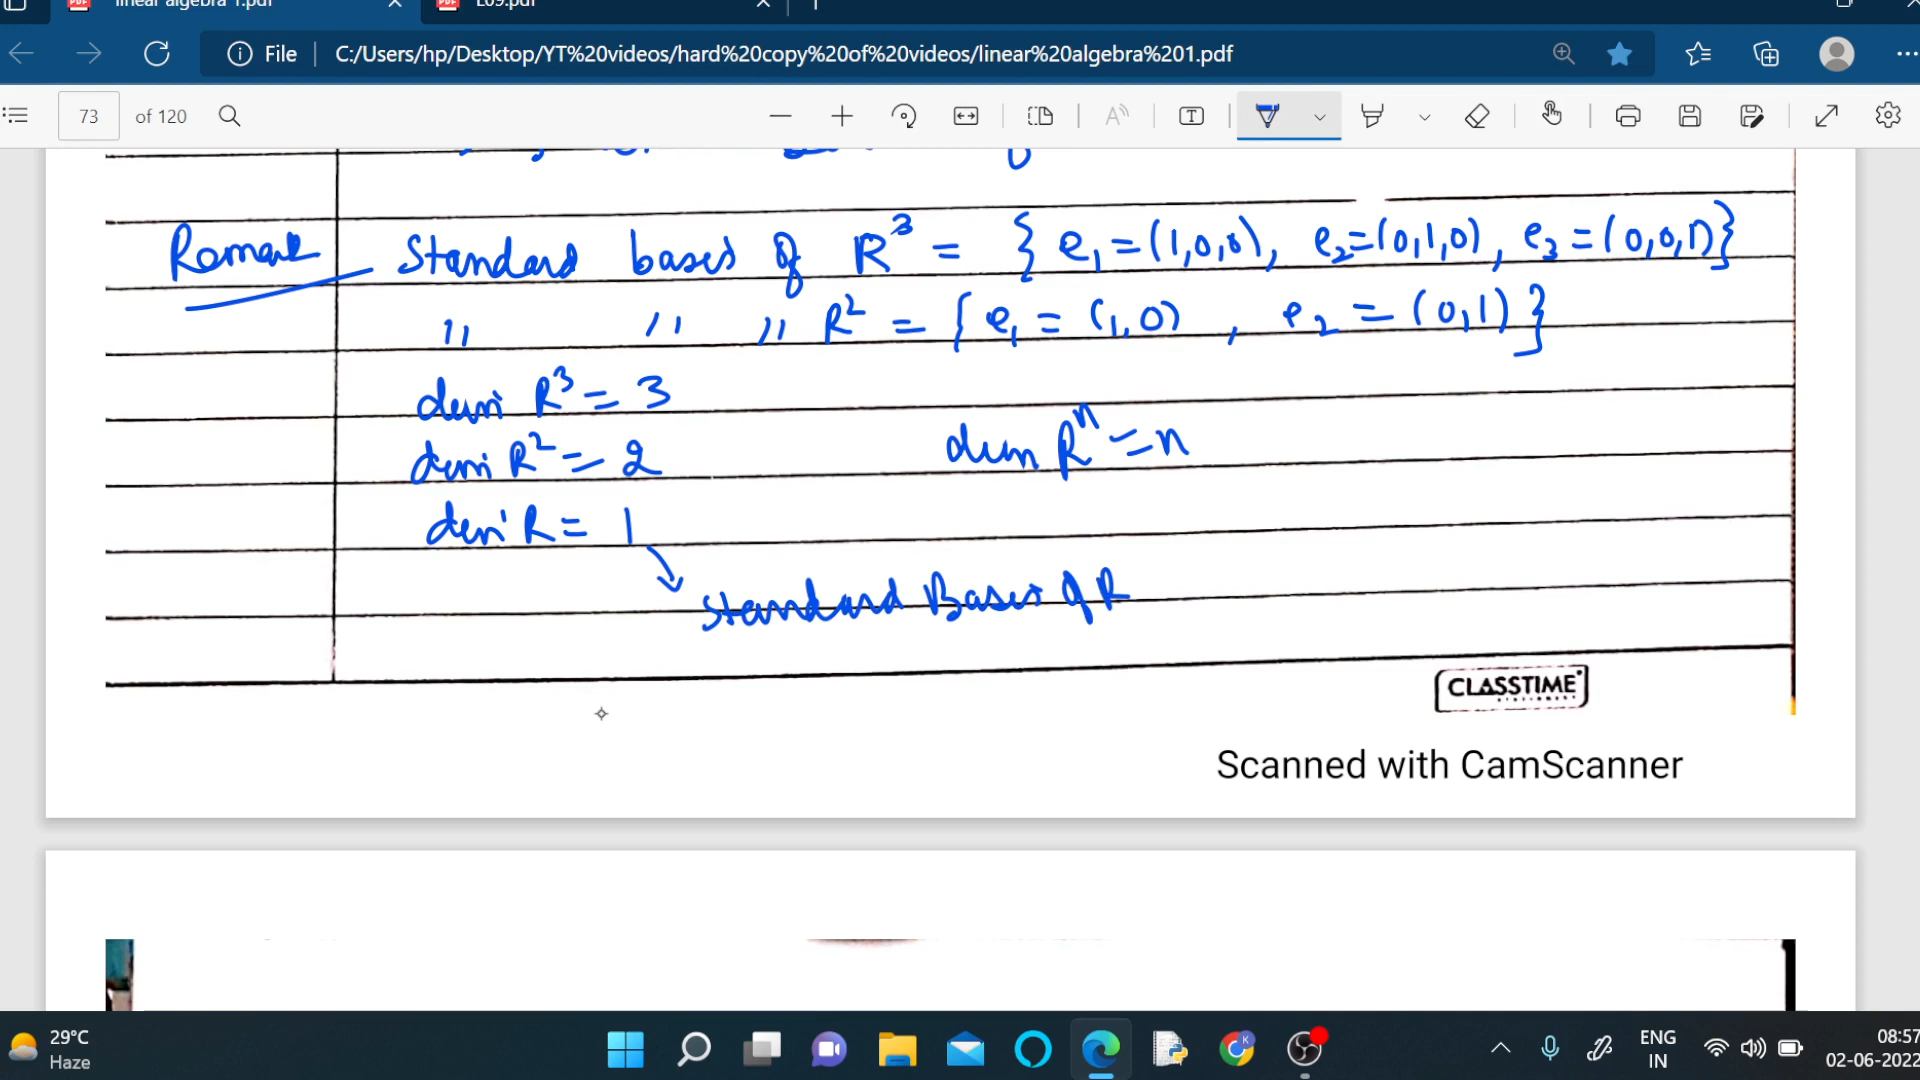 linear algebra 1.pdf
L09.pdf
File
C:/Users/hp/Desktop/YT%20videos/hard%20copy%20of%20videos/linear%20algebra%201.pdf
73 of 120
Remark Standard bases of R³ = { e₁=(1,0,0), e₂=(0,1,0), e₃=(0,0,1)}
" " " R² = { e₁ = (1,0) , e₂ = (0,1) }
dim R³ = 3
dim R² = 2 dim Rⁿ = n
dim R = 1
Standard Bases of R
CLASSTIME
Scanned with CamScanner
29°C
Haze
ENG
IN
08:57
02-06-2022